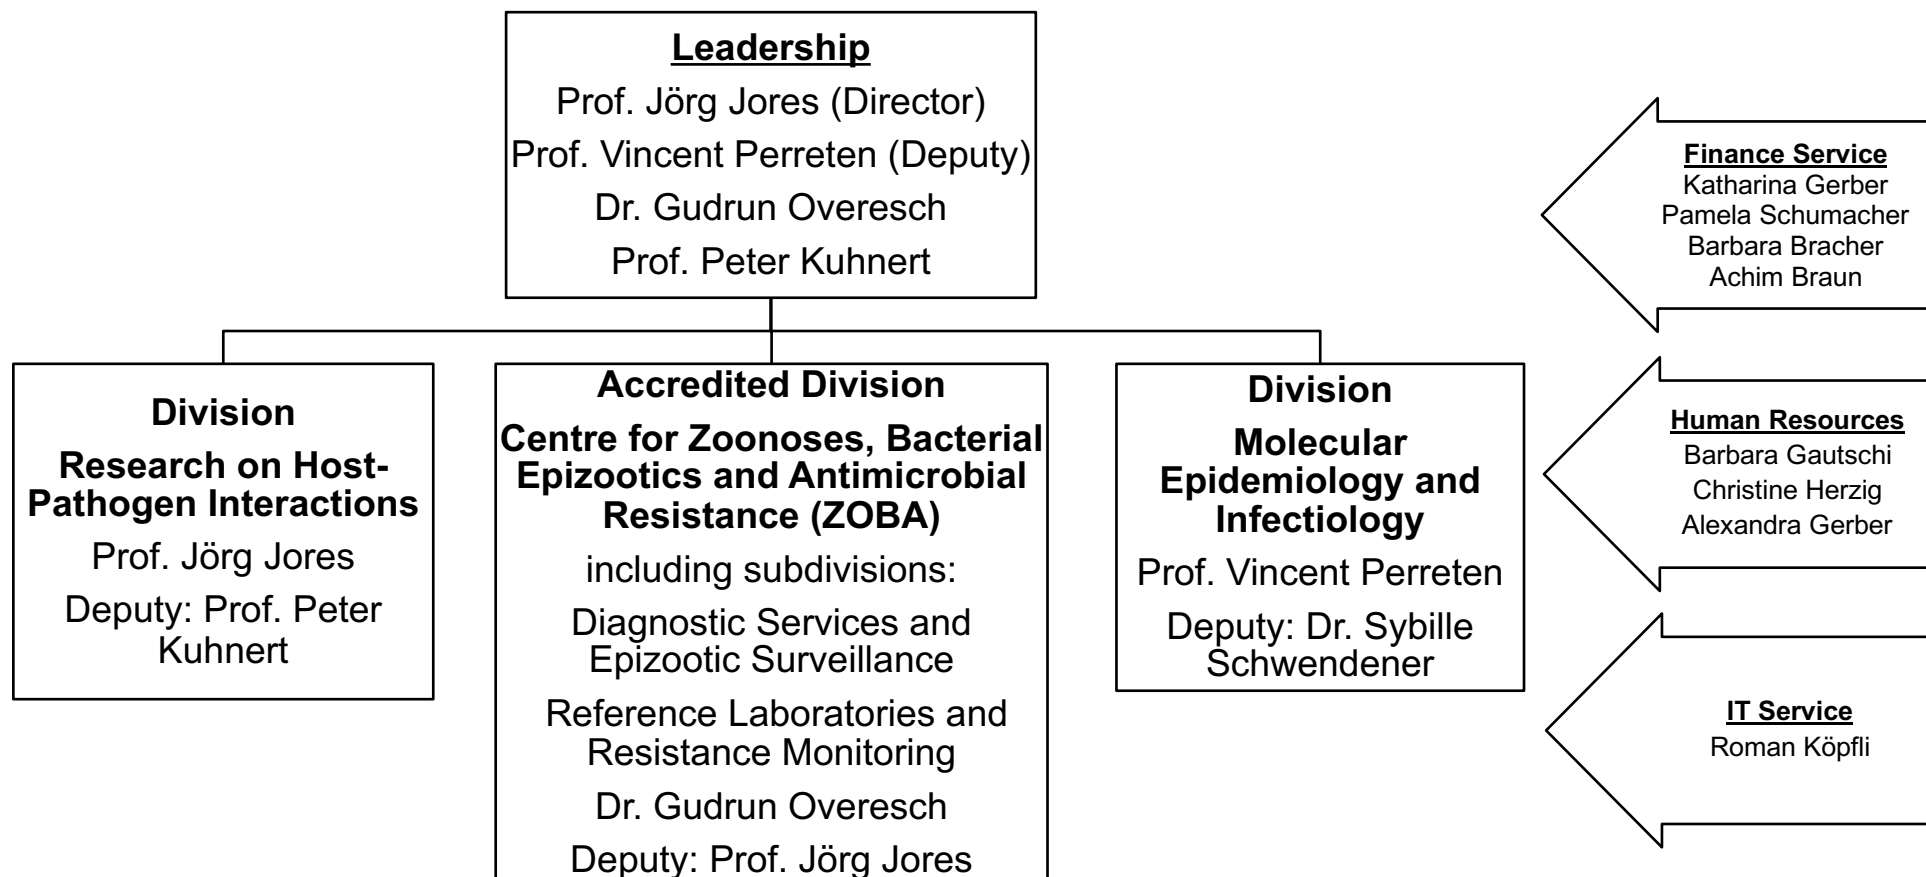 Leadership
Prof. Jörg Jores (Director)
Prof. Vincent Perreten (Deputy)
Dr. Gudrun Overesch
Prof. Peter Kuhnert
Division
Research on Host-
Pathogen Interactions
Prof. Jörg Jores
Deputy: Prof. Peter
Kuhnert
Accredited Division
Centre for Zoonoses, Bacterial
Epizootics and Antimicrobial
Resistance (ZOBA)
including subdivisions:
Diagnostic Services and
Epizootic Surveillance
Reference Laboratories and
Resistance Monitoring
Dr. Gudrun Overesch
Deputy: Prof. Jörg Jores
Division
Molecular
Epidemiology and
Infectiology
Prof. Vincent Perreten
Deputy: Dr. Sybille
Schwendener
Finance Service
Katharina Gerber
Pamela Schumacher
Barbara Bracher
Achim Braun
Human Resources
Barbara Gautschi
Christine Herzig
Alexandra Gerber
IT Service
Roman Köpfli